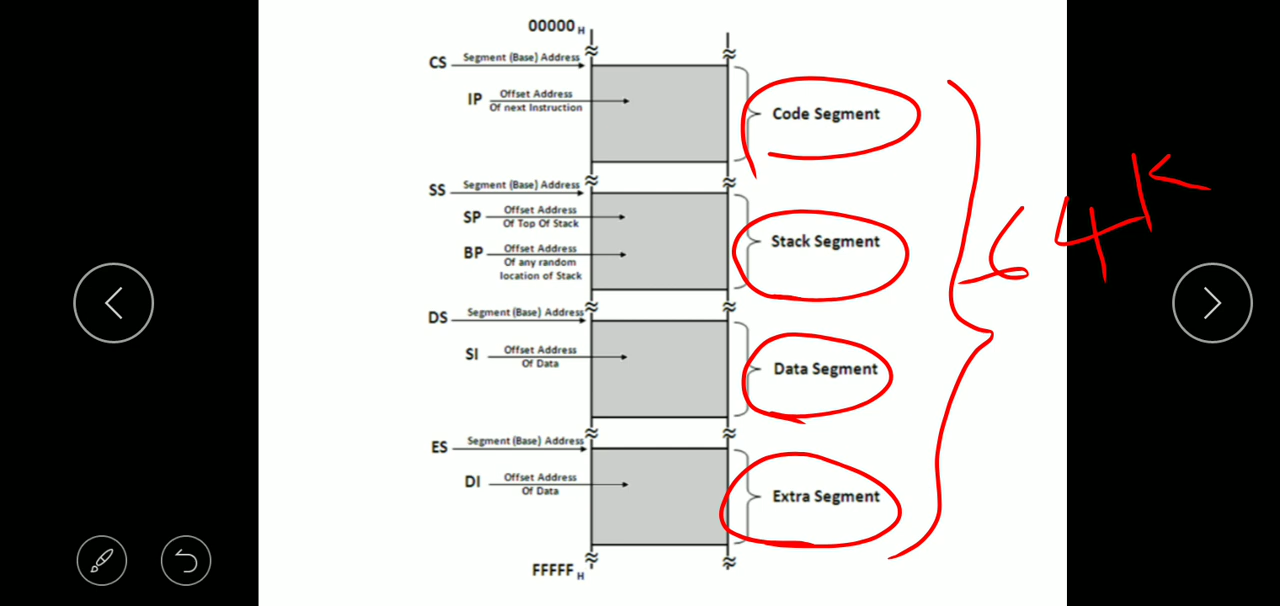 00000 H
CS Segment (Base) Address
IP Offset Address
Of next Instruction
Code Segment
SS Segment (Base) Address
SP Offset Address
Of Top Of Stack
Stack Segment
BP Offset Address
Of any random
location of Stack
DS Segment (Base) Address
SI Offset Address
Of Data
Data Segment
ES Segment (Base) Address
DI Offset Address
Of Data
Extra Segment
FFFFF H
64K